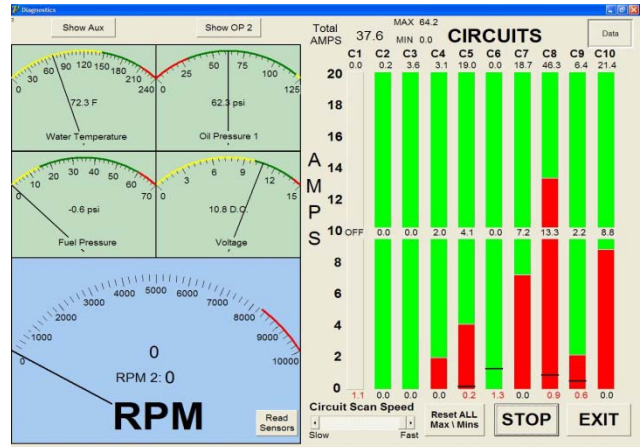 Diagnostics
Show Aux
Show OP 2
0 30 60 90 120 150 180 210 240
72.3 F
Water Temperature
0 25 50 75 100 125
62.3 psi
Oil Pressure 1
0 10 20 30 40 50 60 70
-0.6 psi
Fuel Pressure
0 3 6 9 12 15
10.8 D.C.
Voltage
0 1000 2000 3000 4000 5000 6000 7000 8000 9000 10000
0
RPM 2: 0
RPM
Read
Sensors
Total
AMPS 37.6
MAX 64.2
MIN 0.0
CIRCUITS
Data
C1 C2 C3 C4 C5 C6 C7 C8 C9 C10
0.0 0.2 3.6 3.1 19.0 0.0 18.7 46.3 6.4 21.4
AMPS
20
18
16
14
12
10 OFF 0.0 0.0 2.0 4.1 0.0 7.2 13.3 2.2 8.8
8
6
4
2
0
1.1 0.0 0.0 0.0 0.2 1.3 0.0 0.9 0.6 0.0
Circuit Scan Speed
Slow Fast
Reset ALL
Max \ Mins
STOP
EXIT